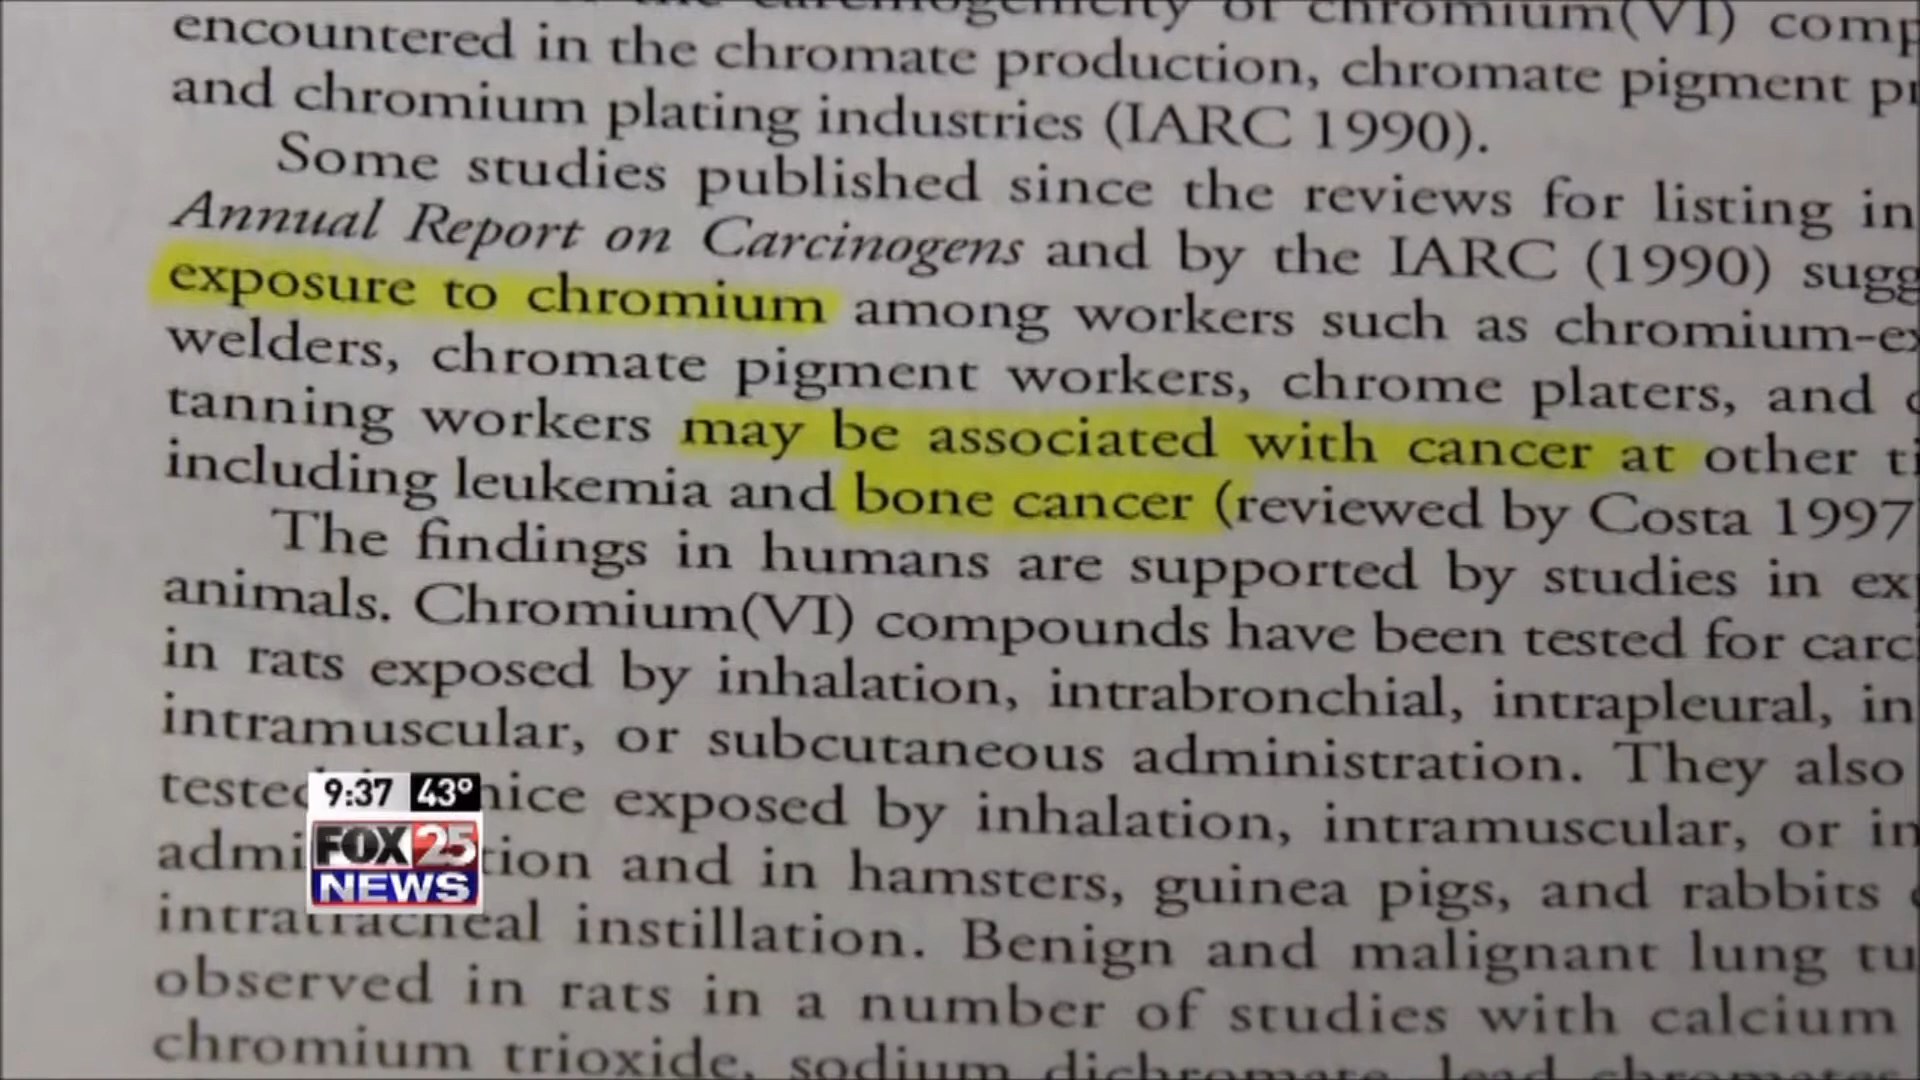 of chromium(VI)
encountered in the chromate production, chromate pigment
and chromium plating industries (IARC 1990).
Some studies published since the reviews for listing in
Annual Report on Carcinogens and by the IARC (1990)
exposure to chromium among workers such as
welders, chromate pigment workers, chrome platers, and
tanning workers may be associated with cancer at other
including leukemia and bone cancer (reviewed by Costa 1997
The findings in humans are supported by studies in
animals. Chromium(VI) compounds have been tested for
in rats exposed by inhalation, intrabronchial, intrapleural,
intramuscular, or subcutaneous administration. They also
exposed by inhalation, intramuscular, or
and in hamsters, guinea pigs, and rabbits
instillation. Benign and malignant lung
observed in rats in a number of studies with calcium
chromium trioxide, sodium
9:37 43°
FOX 25
NEWS